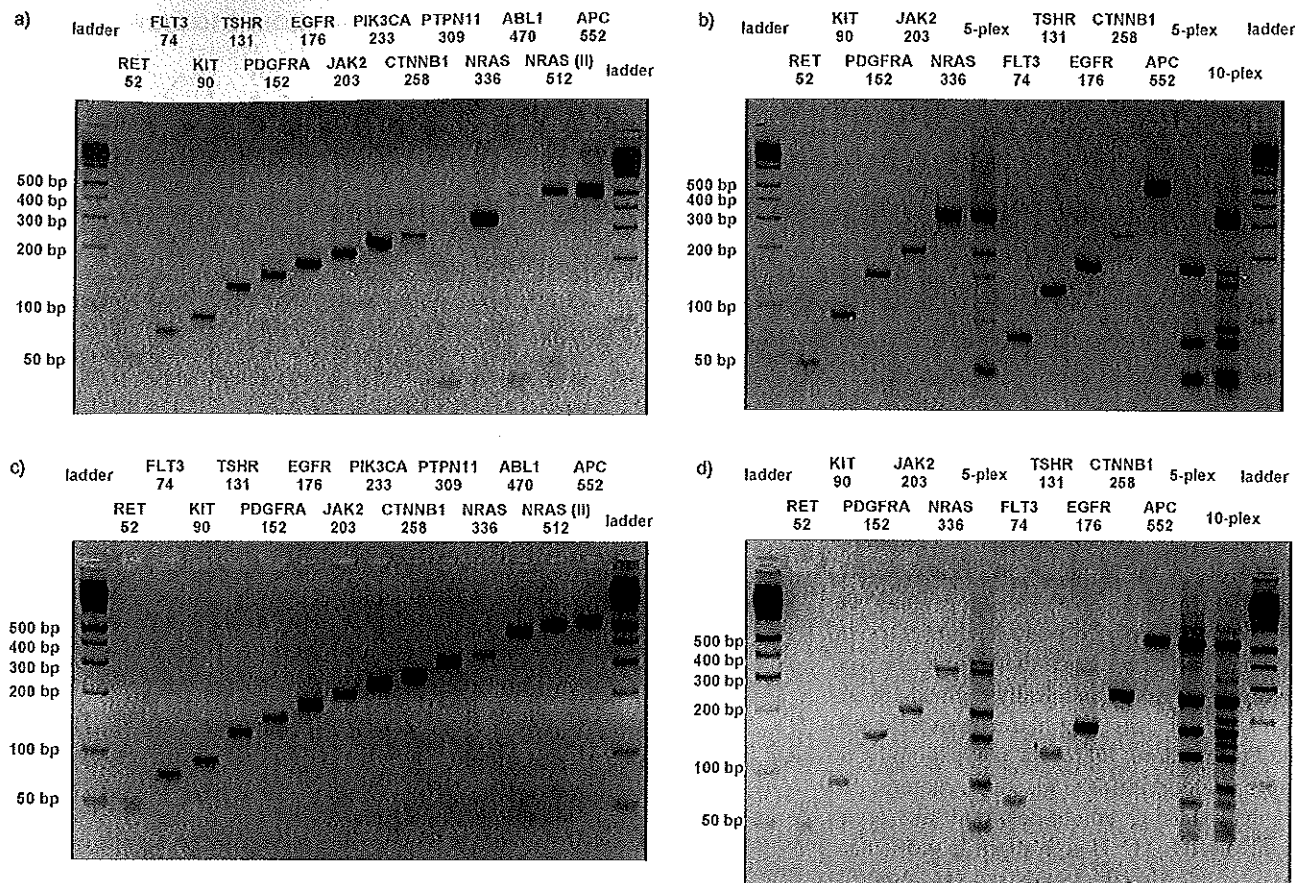 a) ladder FLT3 TSHR EGFR PIK3CA PTPN11 ABL1 APC
74 131 176 233 309 470 552
RET KIT PDGFRA JAK2 CTNNB1 NRAS NRAS (II) ladder
52 90 152 203 258 336 512
500 bp
400 bp
300 bp
200 bp
100 bp
50 bp
b) ladder KIT JAK2 5-plex TSHR CTNNB1 5-plex ladder
90 203 131 258
RET PDGFRA NRAS FLT3 EGFR APC 10-plex
52 152 336 74 176 552
500 bp
400 bp
300 bp
200 bp
100 bp
50 bp
c) ladder FLT3 TSHR EGFR PIK3CA PTPN11 ABL1 APC
74 131 176 233 309 470 552
RET KIT PDGFRA JAK2 CTNNB1 NRAS NRAS (II) ladder
52 90 152 203 258 336 512
500 bp
400 bp
300 bp
200 bp
100 bp
50 bp
d) ladder KIT JAK2 5-plex TSHR CTNNB1 5-plex ladder
90 203 131 258
RET PDGFRA NRAS FLT3 EGFR APC 10-plex
52 152 336 74 176 552
500 bp
400 bp
300 bp
200 bp
100 bp
50 bp